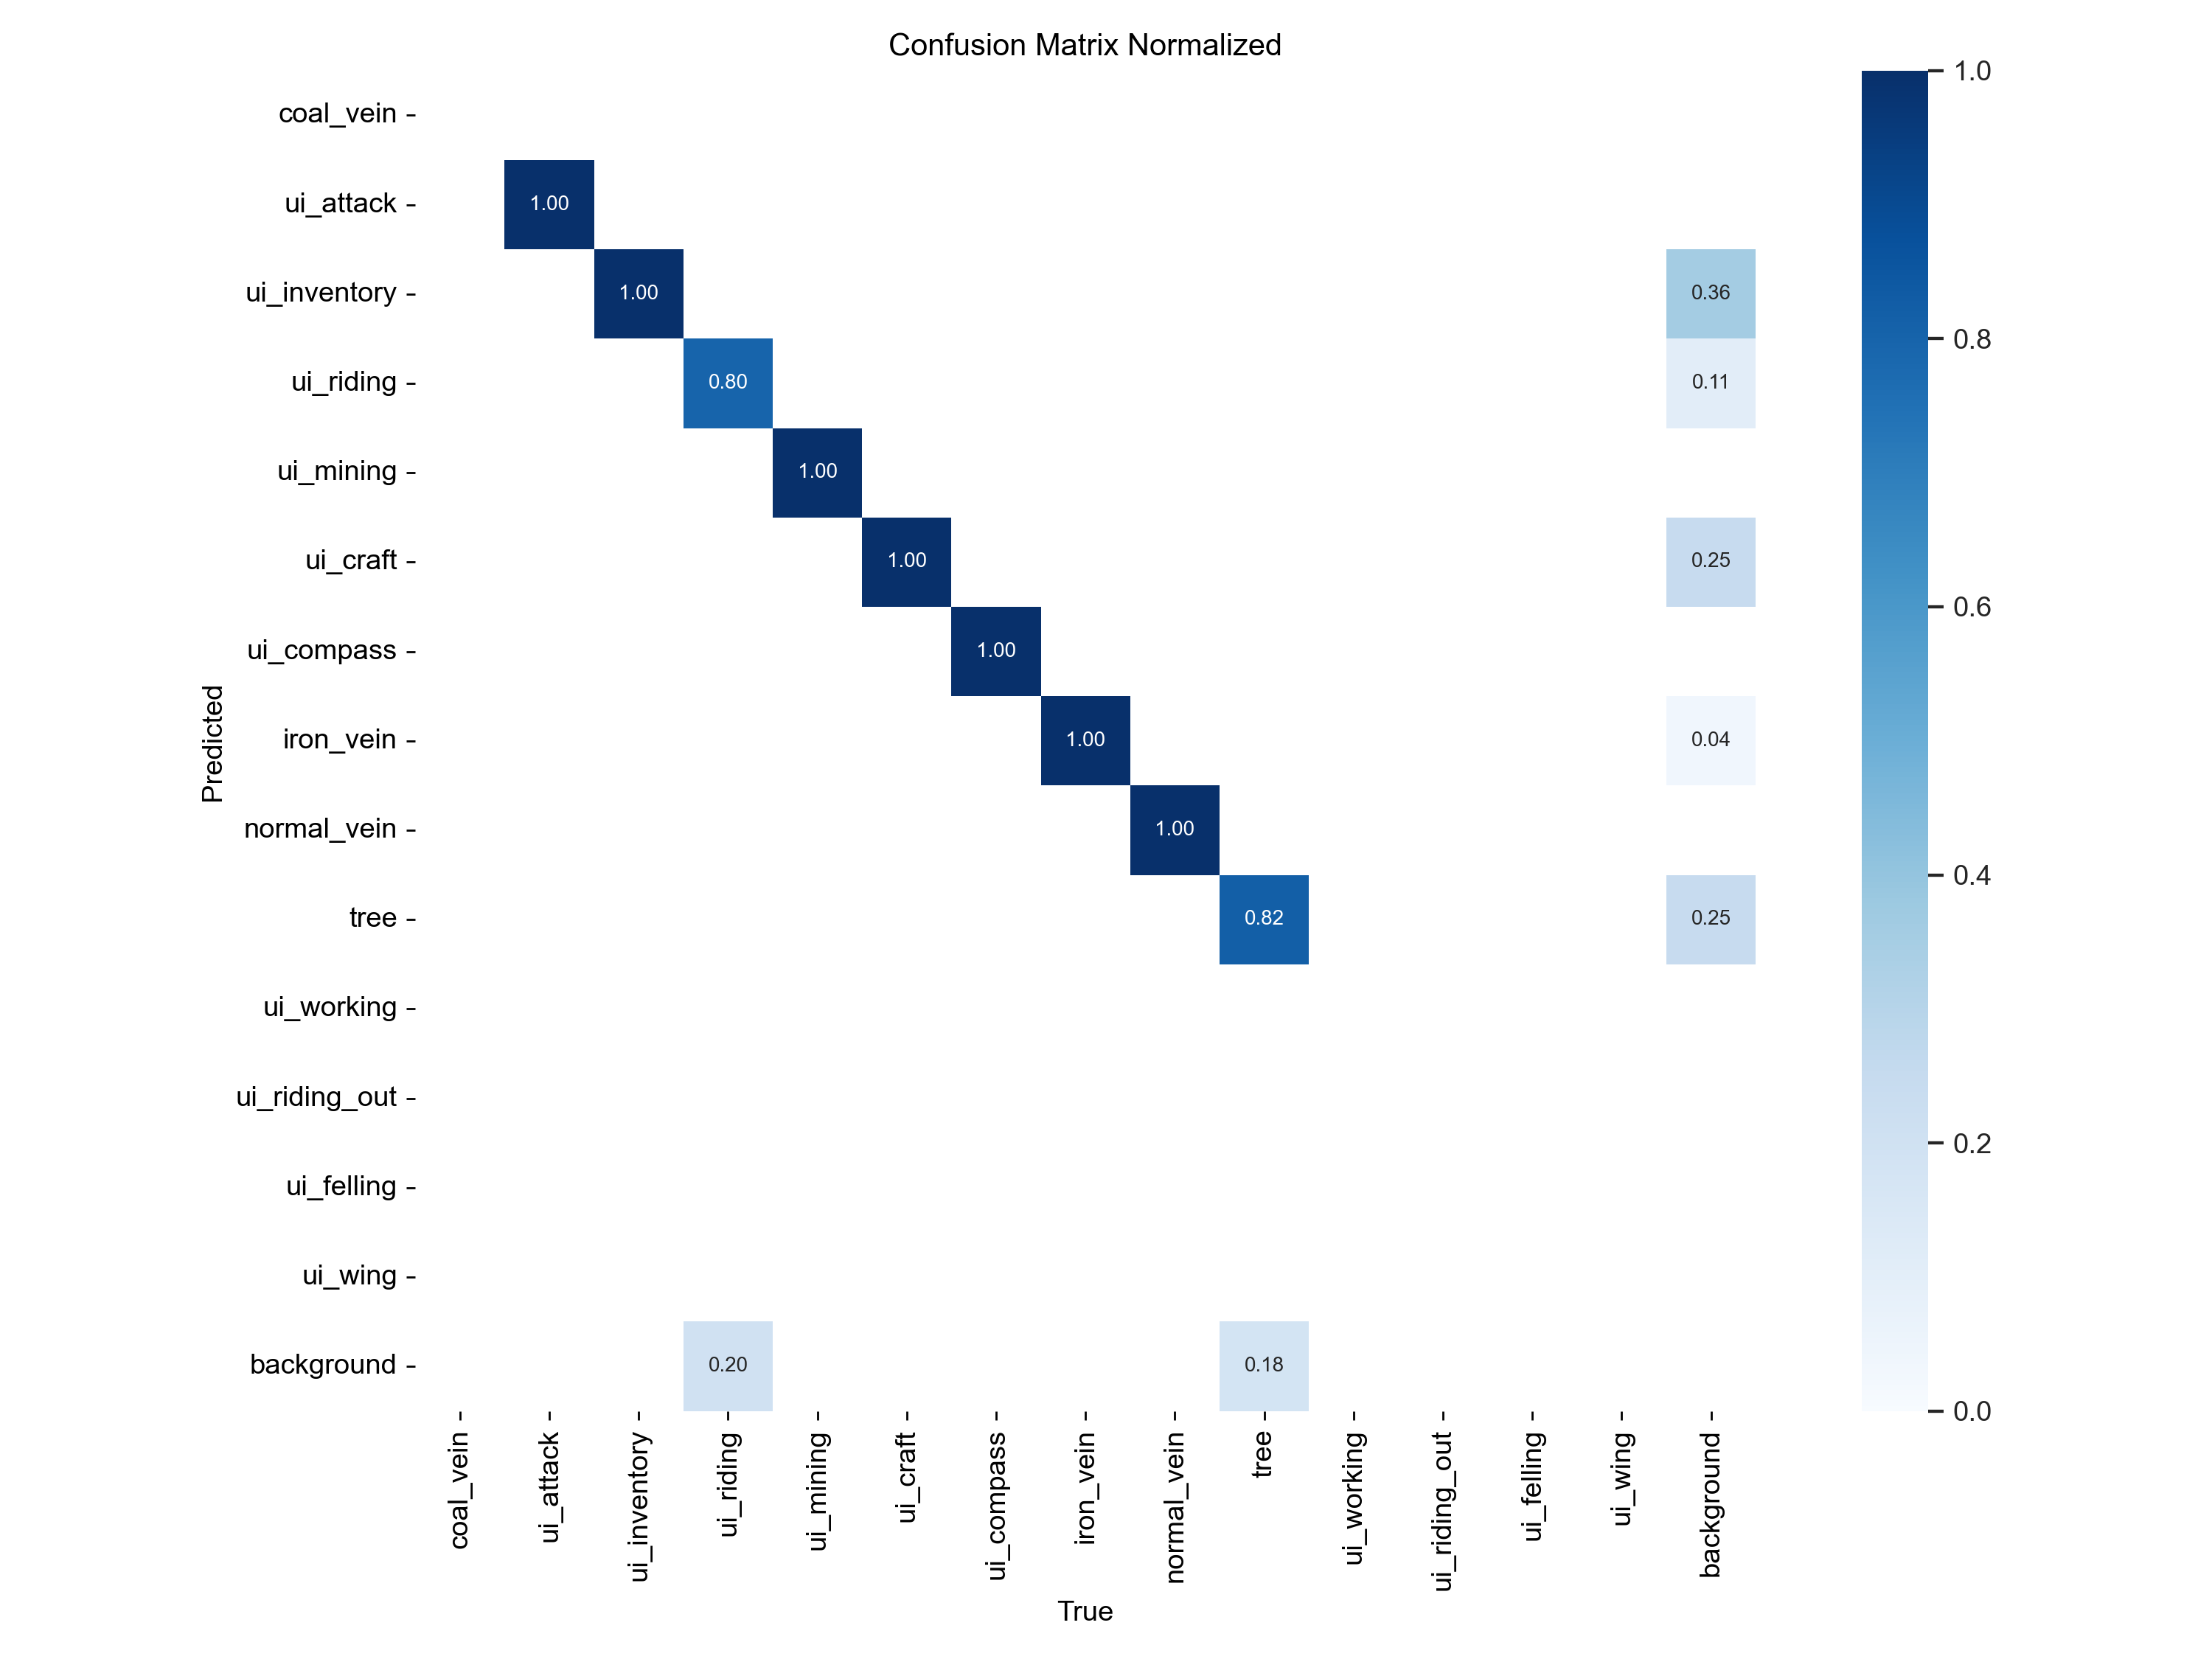 Confusion Matrix Normalized
coal_vein
ui_attack
ui_inventory
ui_riding
ui_mining
ui_craft
ui_compass
iron_vein
normal_vein
tree
ui_working
ui_riding_out
ui_felling
ui_wing
background
Predicted
1.00
1.00
0.36
0.80
0.11
1.00
1.00
0.25
1.00
1.00
0.04
1.00
0.82
0.25
0.20
0.18
coal_vein
ui_attack
ui_inventory
ui_riding
ui_mining
ui_craft
ui_compass
iron_vein
normal_vein
tree
ui_working
ui_riding_out
ui_felling
ui_wing
background
True
1.0
0.8
0.6
0.4
0.2
0.0